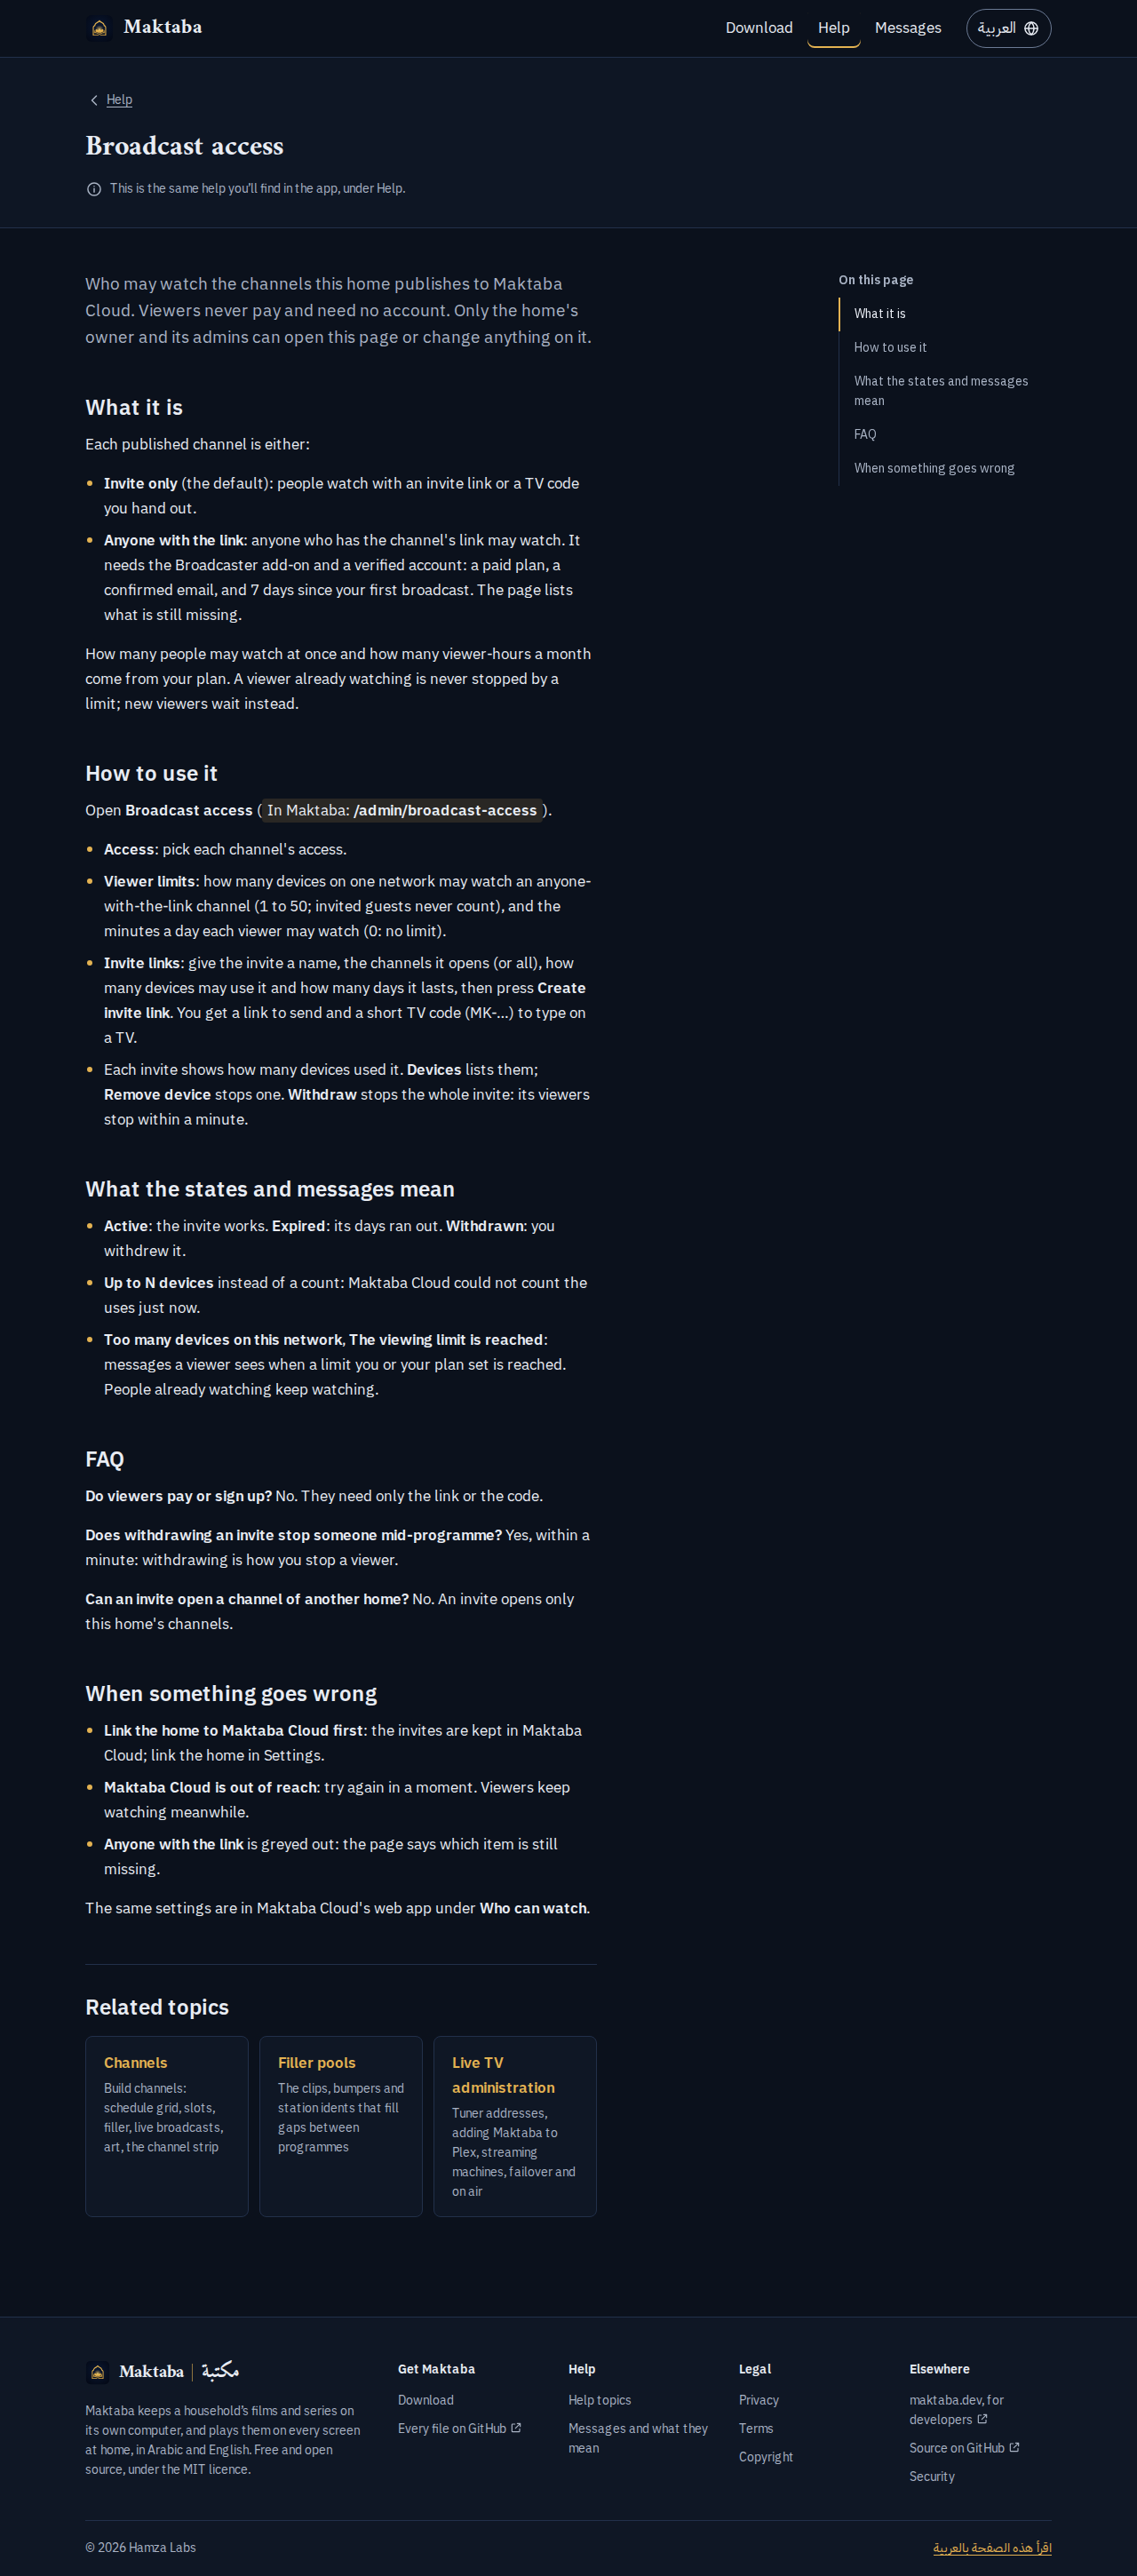 Maktaba
Download
Help
Messages
العربية
Help
Broadcast access
This is the same help you’ll find in the app, under Help.
Who may watch the channels this home publishes to Maktaba
Cloud. Viewers never pay and need no account. Only the home's
owner and its admins can open this page or change anything on it.
On this page
What it is
How to use it
What the states and messages
mean
FAQ
When something goes wrong
What it is
Each published channel is either:
Invite only (the default): people watch with an invite link or a TV code
you hand out.
Anyone with the link: anyone who has the channel's link may watch. It
needs the Broadcaster add-on and a verified account: a paid plan, a
confirmed email, and 7 days since your first broadcast. The page lists
what is still missing.
How many people may watch at once and how many viewer-hours a month
come from your plan. A viewer already watching is never stopped by a
limit; new viewers wait instead.
How to use it
Open Broadcast access ( In Maktaba: /admin/broadcast-access ).
Access: pick each channel's access.
Viewer limits: how many devices on one network may watch an anyone-
with-the-link channel (1 to 50; invited guests never count), and the
minutes a day each viewer may watch (0: no limit).
Invite links: give the invite a name, the channels it opens (or all), how
many devices may use it and how many days it lasts, then press Create
invite link. You get a link to send and a short TV code (MK-...) to type on
a TV.
Each invite shows how many devices used it. Devices lists them;
Remove device stops one. Withdraw stops the whole invite: its viewers
stop within a minute.
What the states and messages mean
Active: the invite works. Expired: its days ran out. Withdrawn: you
withdrew it.
Up to N devices instead of a count: Maktaba Cloud could not count the
uses just now.
Too many devices on this network, The viewing limit is reached:
messages a viewer sees when a limit you or your plan set is reached.
People already watching keep watching.
FAQ
Do viewers pay or sign up? No. They need only the link or the code.
Does withdrawing an invite stop someone mid-programme? Yes, within a
minute: withdrawing is how you stop a viewer.
Can an invite open a channel of another home? No. An invite opens only
this home's channels.
When something goes wrong
Link the home to Maktaba Cloud first: the invites are kept in Maktaba
Cloud; link the home in Settings.
Maktaba Cloud is out of reach: try again in a moment. Viewers keep
watching meanwhile.
Anyone with the link is greyed out: the page says which item is still
missing.
The same settings are in Maktaba Cloud's web app under Who can watch.
Related topics
Channels
Build channels:
schedule grid, slots,
filler, live broadcasts,
art, the channel strip
Filler pools
The clips, bumpers and
station idents that fill
gaps between
programmes
Live TV
administration
Tuner addresses,
adding Maktaba to
Plex, streaming
machines, failover and
on air
Maktaba | مكتبة
Maktaba keeps a household’s films and series on
its own computer, and plays them on every screen
at home, in Arabic and English. Free and open
source, under the MIT licence.
Get Maktaba
Download
Every file on GitHub
Help
Help topics
Messages and what they
mean
Legal
Privacy
Terms
Copyright
Elsewhere
maktaba.dev, for
developers
Source on GitHub
Security
© 2026 Hamza Labs
اقرأ هذه الصفحة بالعربية